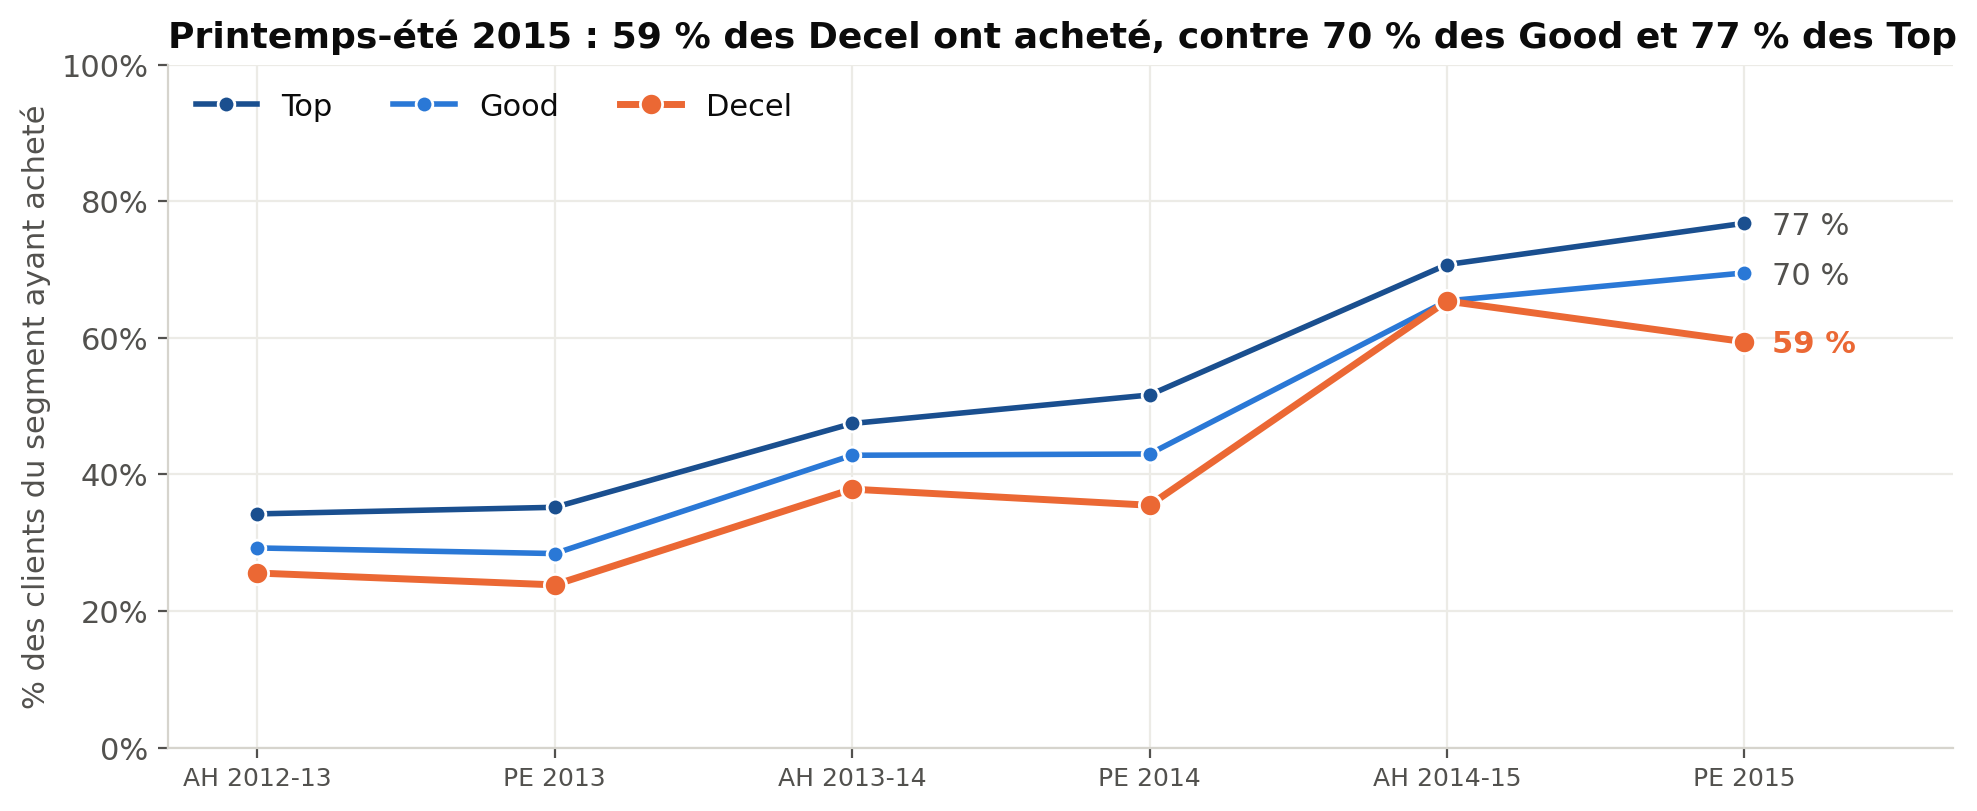 Printemps-été 2015 : 59 % des Decel ont acheté, contre 70 % des Good et 77 % des Top
% des clients du segment ayant acheté
100%
80%
60%
40%
20%
0%
Top
Good
Decel
77 %
70 %
59 %
AH 2012-13
PE 2013
AH 2013-14
PE 2014
AH 2014-15
PE 2015